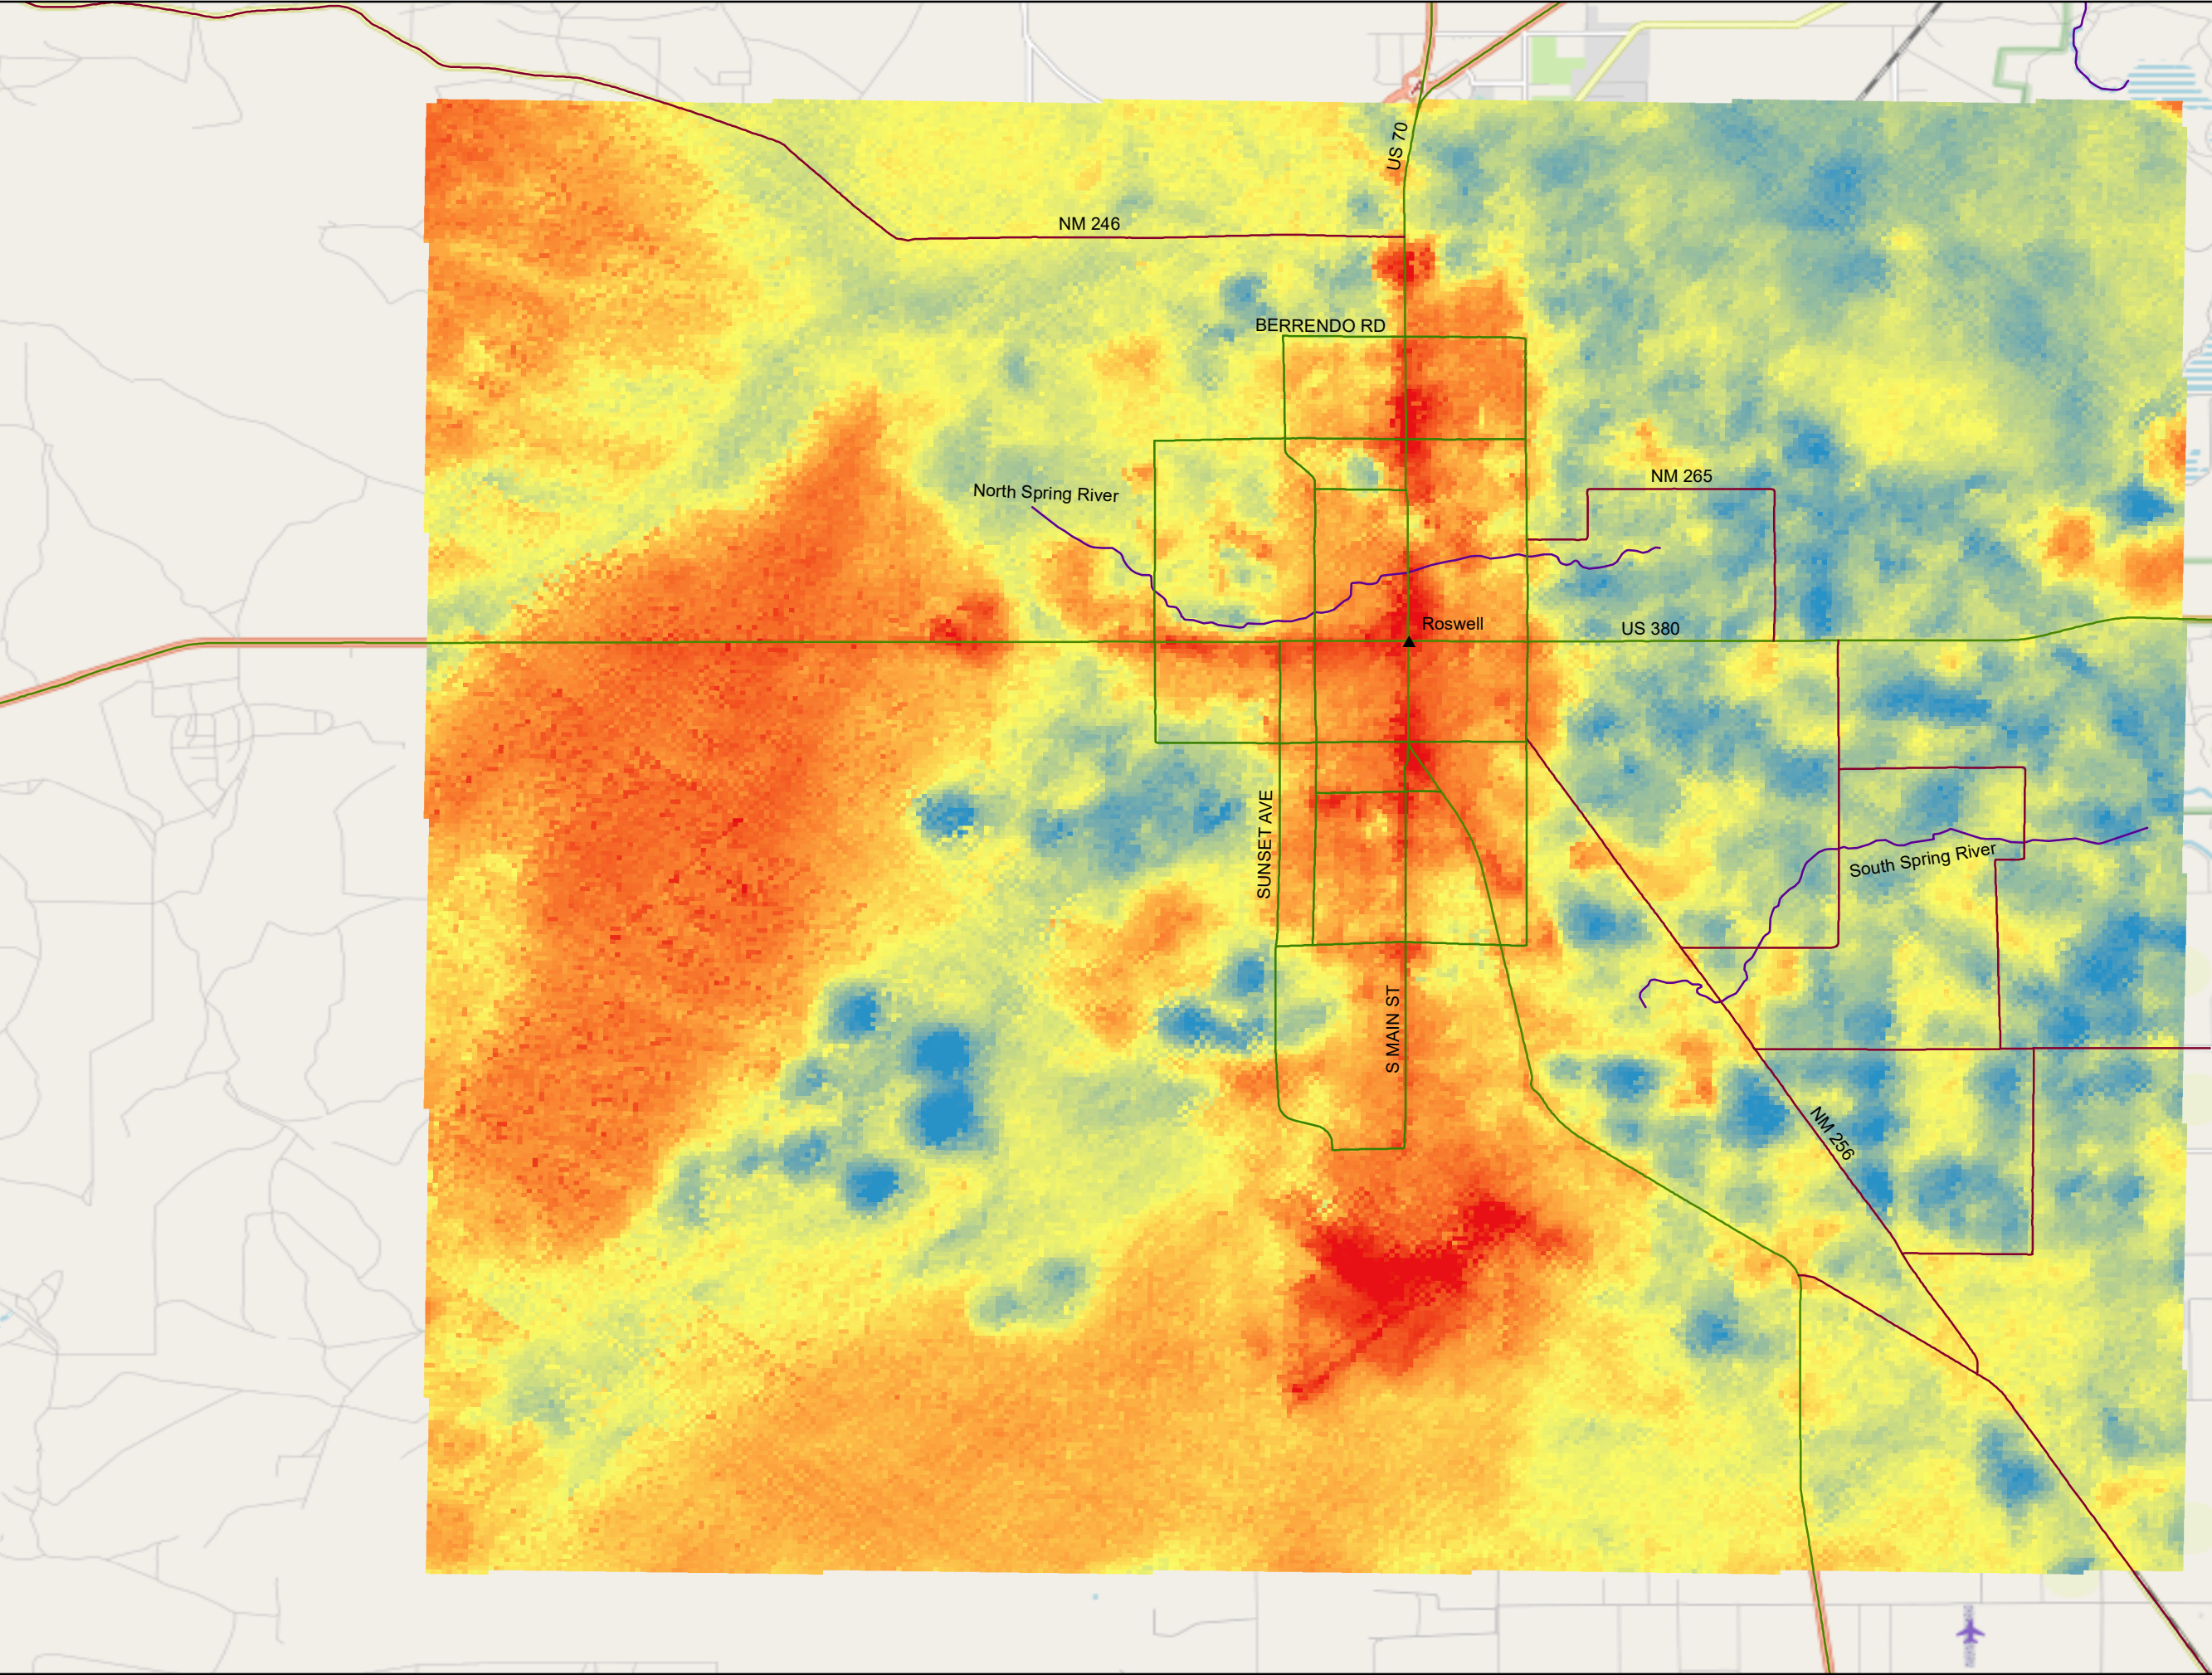 US 70
NM 246
BERRENDO RD
NM 265
North Spring River
Roswell
US 380
SUNSET AVE
South Spring River
S MAIN ST
NM 256